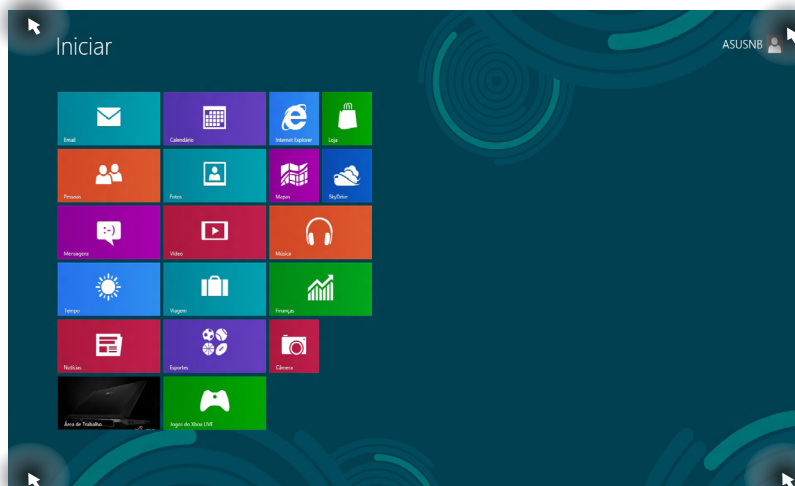 Iniciar
ASUSNB
Email
Calendário
Internet Explorer
Loja
Pessoas
Fotos
Mapas
SkyDrive
Mensagens
:-)
Vídeo
Música
Tempo
Viagem
Finanças
Notícias
Esportes
Câmera
Área de Trabalho
Jogos do Xbox LIVE